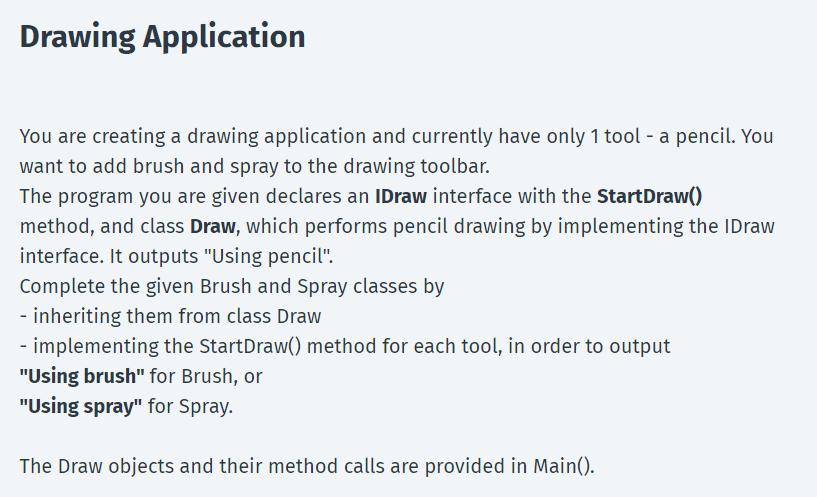 Drawing Application
You are creating a drawing application and currently have only 1 tool - a pencil. You
want to add brush and spray to the drawing toolbar.
The program you are given declares an IDraw interface with the StartDraw()
method, and class Draw, which performs pencil drawing by implementing the IDraw
interface. It outputs "Using pencil".
Complete the given Brush and Spray classes by
- inheriting them from class Draw
- implementing the StartDraw() method for each tool, in order to output
"Using brush" for Brush, or
"Using spray" for Spray.
The Draw objects and their method calls are provided in Main().